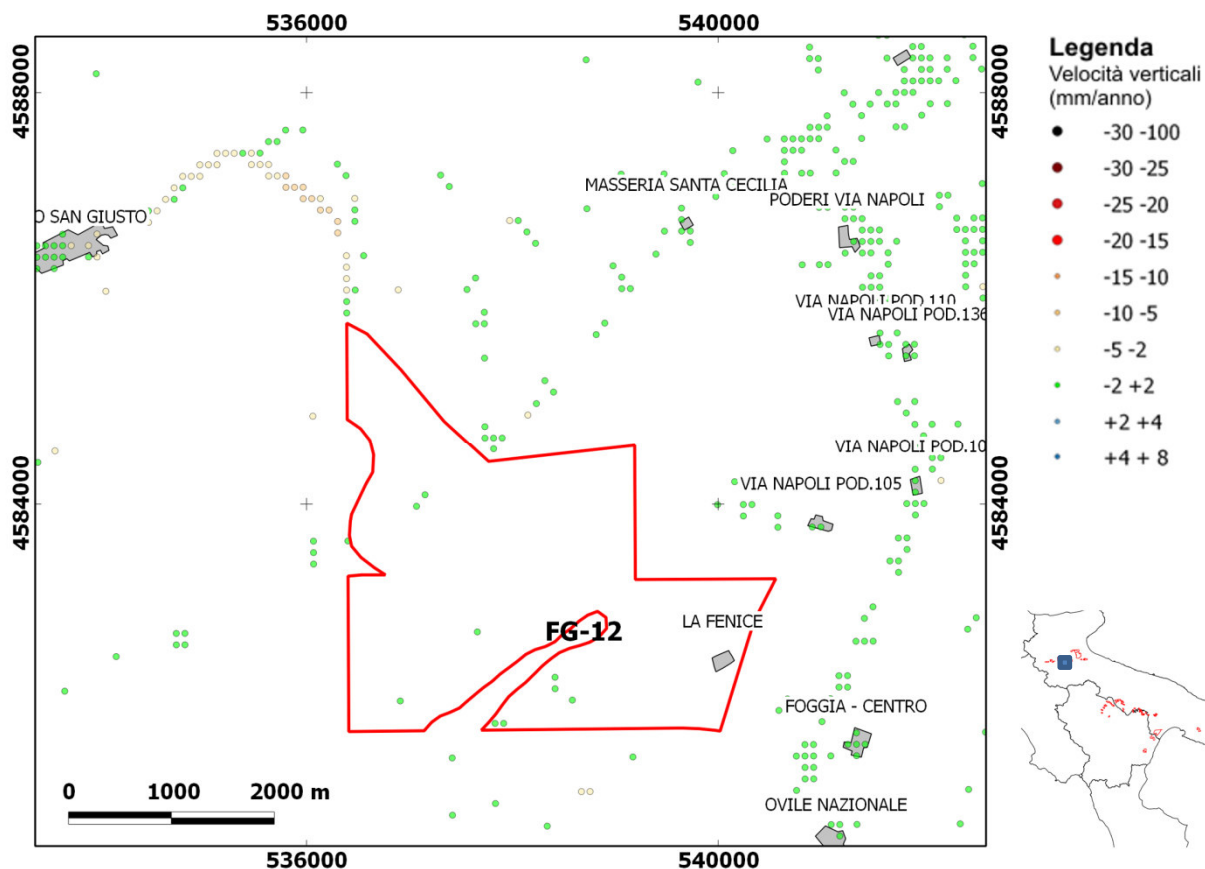 536000
540000
4588000
4588000
Legenda
Velocità verticali
(mm/anno)
-30 -100
-30 -25
-25 -20
-20 -15
-15 -10
-10 -5
-5 -2
-2 +2
+2 +4
+4 + 8
MASSERIA SANTA CECILIA
PODERI VIA NAPOLI
O SAN GIUSTO
VIA NAPOLI POD.110
VIA NAPOLI POD.136
VIA NAPOLI POD.10
VIA NAPOLI POD.105
4584000
4584000
LA FENICE
FG-12
FOGGIA - CENTRO
OVILE NAZIONALE
0 1000 2000 m
536000
540000